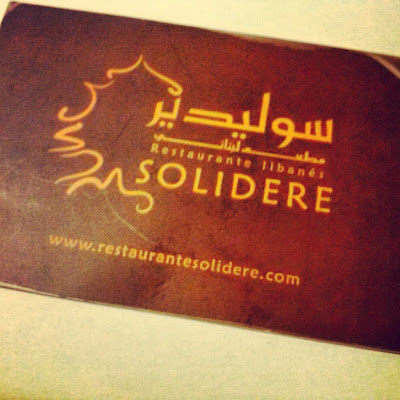 سوليدير
مطعم لبناني
Restaurante libanés
SOLIDERE
www.restaurantesolidere.com